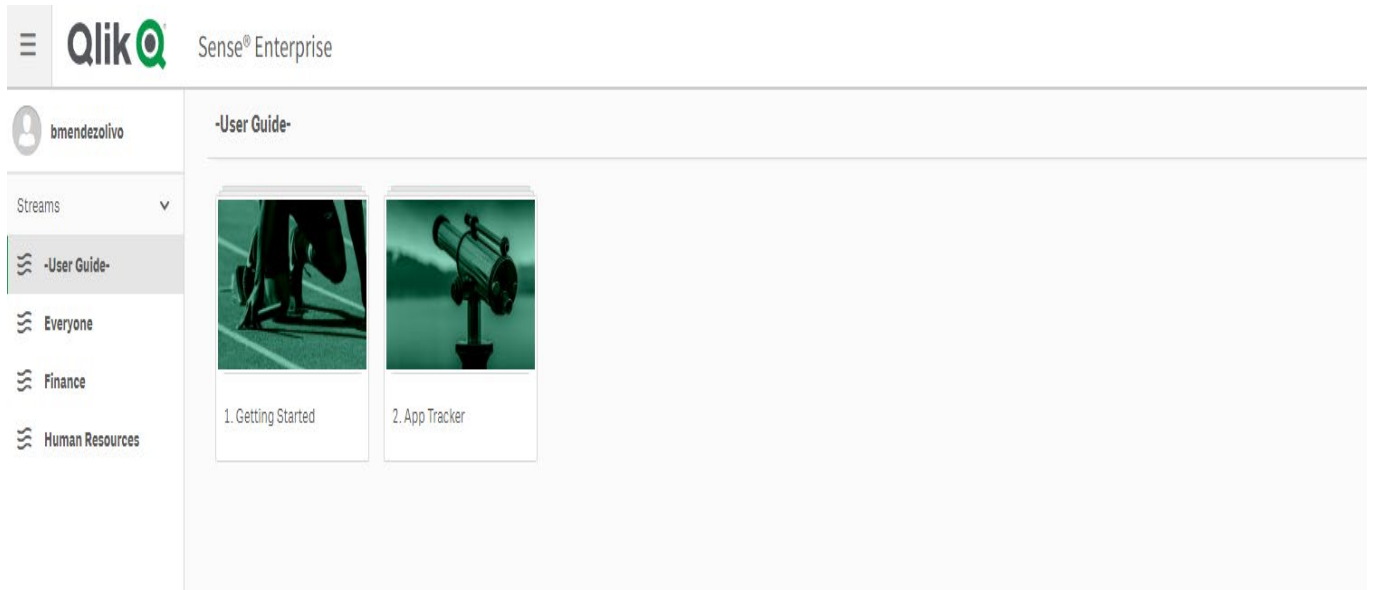 Qlik Sense® Enterprise
bmendezolivo
-User Guide-
Streams
-User Guide-
Everyone
Finance
Human Resources
1. Getting Started
2. App Tracker